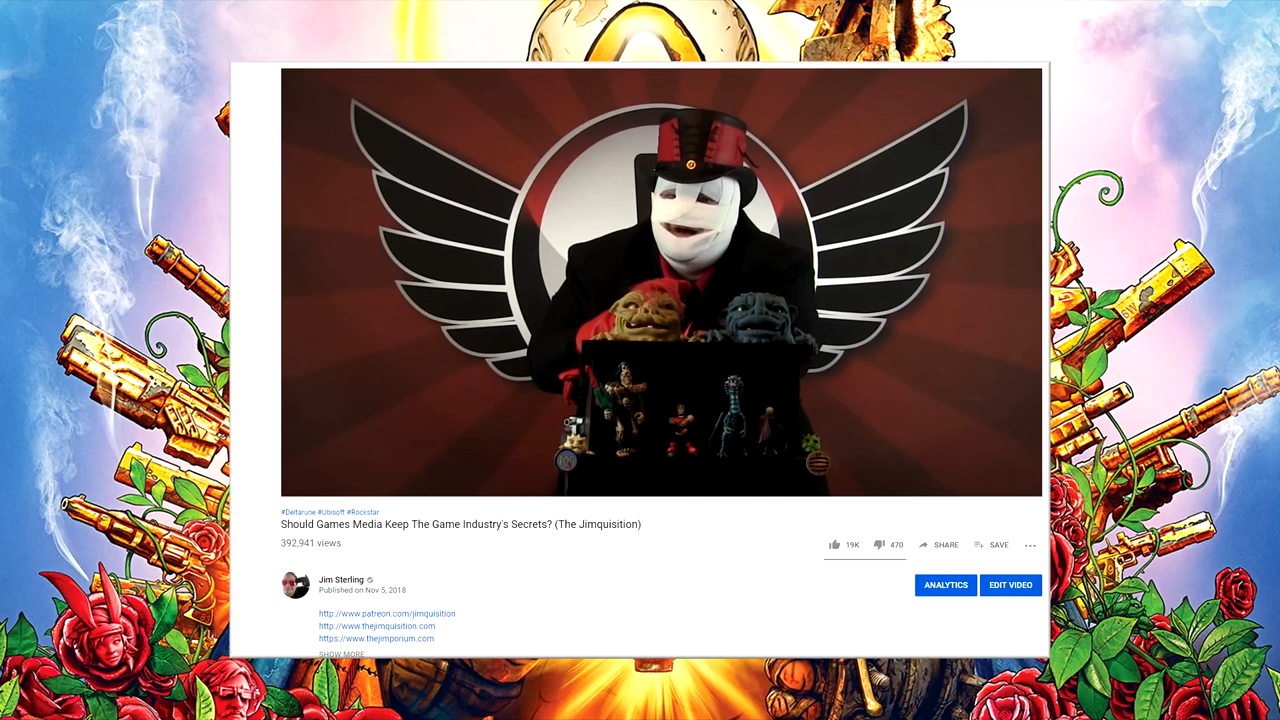 #Deltarune #Ubisoft #Rockstar
Should Games Media Keep The Game Industry's Secrets? (The Jimquisition)
392,941 views
19K 470 SHARE SAVE
Jim Sterling
Published on Nov 5, 2018
ANALYTICS EDIT VIDEO
http://www.patreon.com/jimquisition
http://www.thejimquisition.com
https://www.thejimporium.com
SHOW MORE